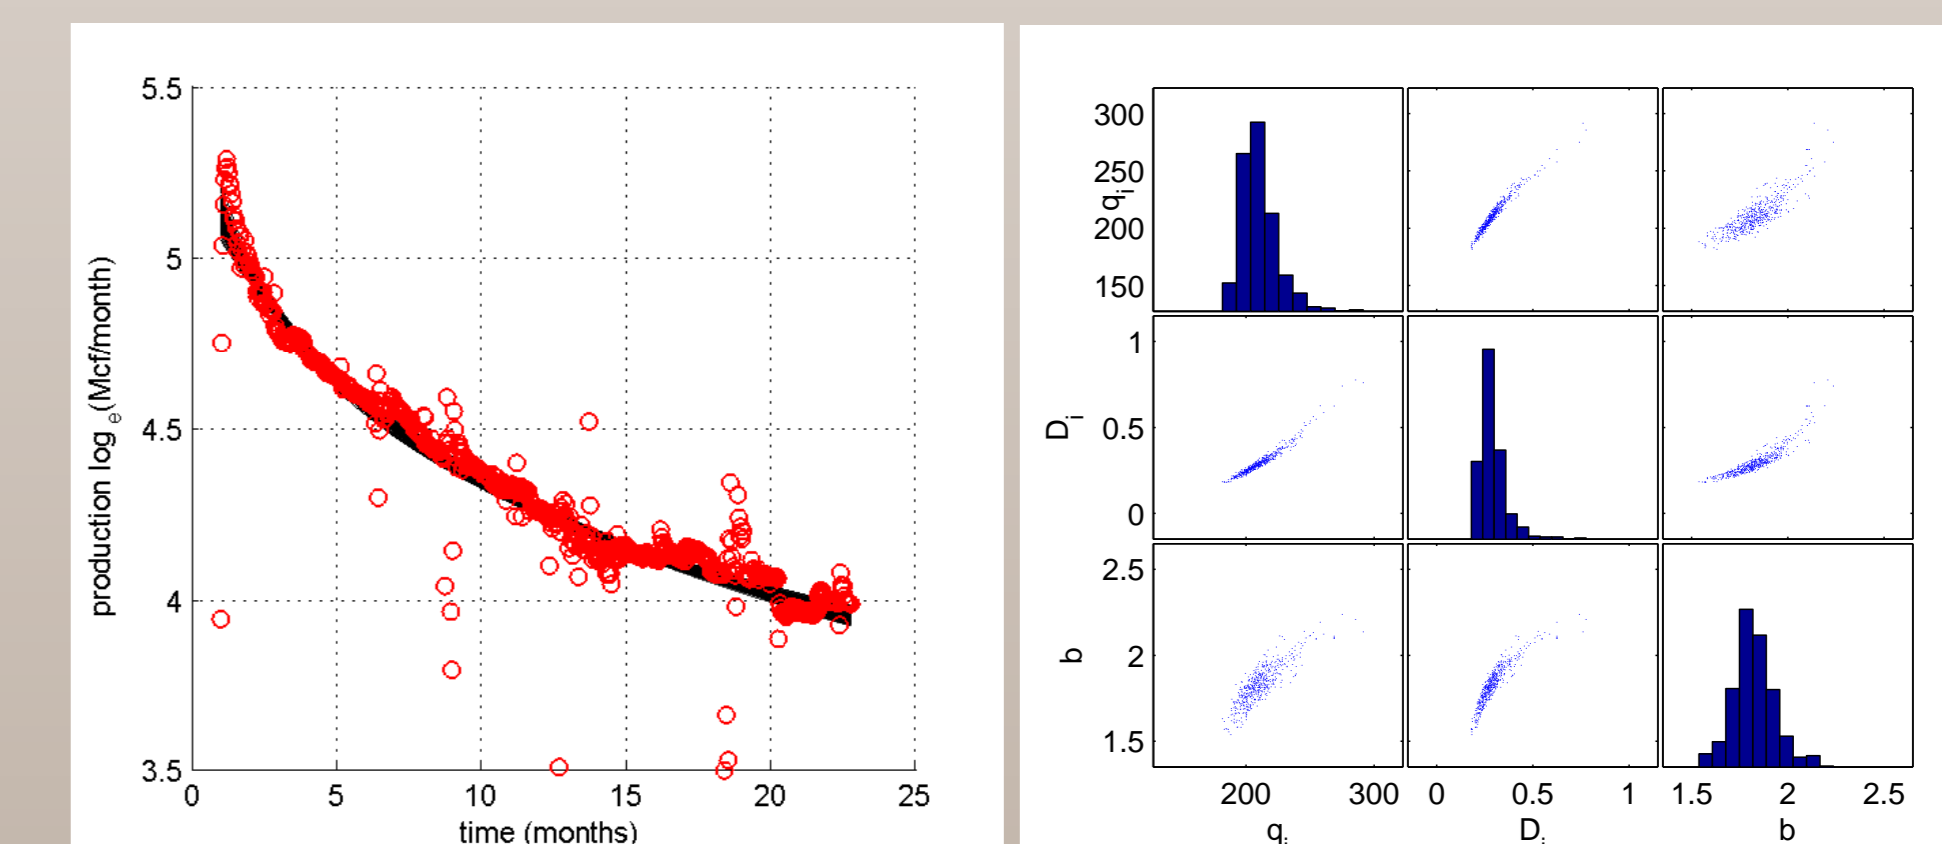 5.5
5
4.5
4
3.5
production log e(Mcf/month)
0 5 10 15 20 25
time (months)
300
250
200
150
qi
1
0.5
0
Di
2.5
2
1.5
b
200 300 0 0.5 1 1.5 2 2.5
qi Di b